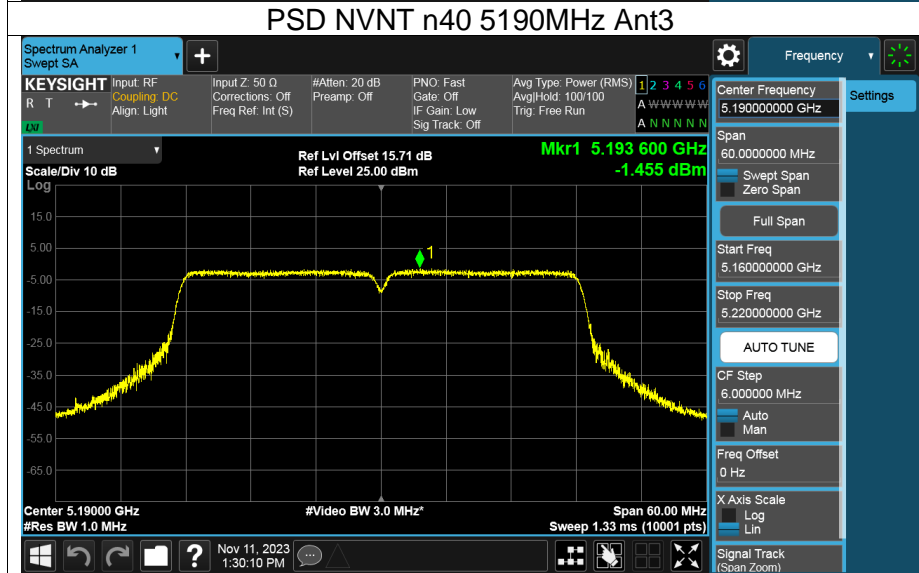 PSD NVNT n40 5190MHz Ant3
Spectrum Analyzer 1
Swept SA
+
Frequency
KEYSIGHT
R T
LXI
Input: RF
Coupling: DC
Align: Light
Input Z: 50 Ω
Corrections: Off
Freq Ref: Int (S)
#Atten: 20 dB
Preamp: Off
PNO: Fast
Gate: Off
IF Gain: Low
Sig Track: Off
Avg Type: Power (RMS)
Avg|Hold: 100/100
Trig: Free Run
1 2 3 4 5 6
A W W W W W
A N N N N N
1 Spectrum
Scale/Div 10 dB
Log
Ref Lvl Offset 15.71 dB
Ref Level 25.00 dBm
Mkr1 5.193 600 GHz
-1.455 dBm
15.0
5.00
-5.00
-15.0
-25.0
-35.0
-45.0
-55.0
-65.0
1
Center 5.19000 GHz
#Res BW 1.0 MHz
#Video BW 3.0 MHz*
Span 60.00 MHz
Sweep 1.33 ms (10001 pts)
?
Nov 11, 2023
1:30:10 PM
Center Frequency
5.190000000 GHz
Span
60.0000000 MHz
Swept Span
Zero Span
Full Span
Start Freq
5.160000000 GHz
Stop Freq
5.220000000 GHz
AUTO TUNE
CF Step
6.000000 MHz
Auto
Man
Freq Offset
0 Hz
X Axis Scale
Log
Lin
Signal Track
(Span Zoom)
Settings